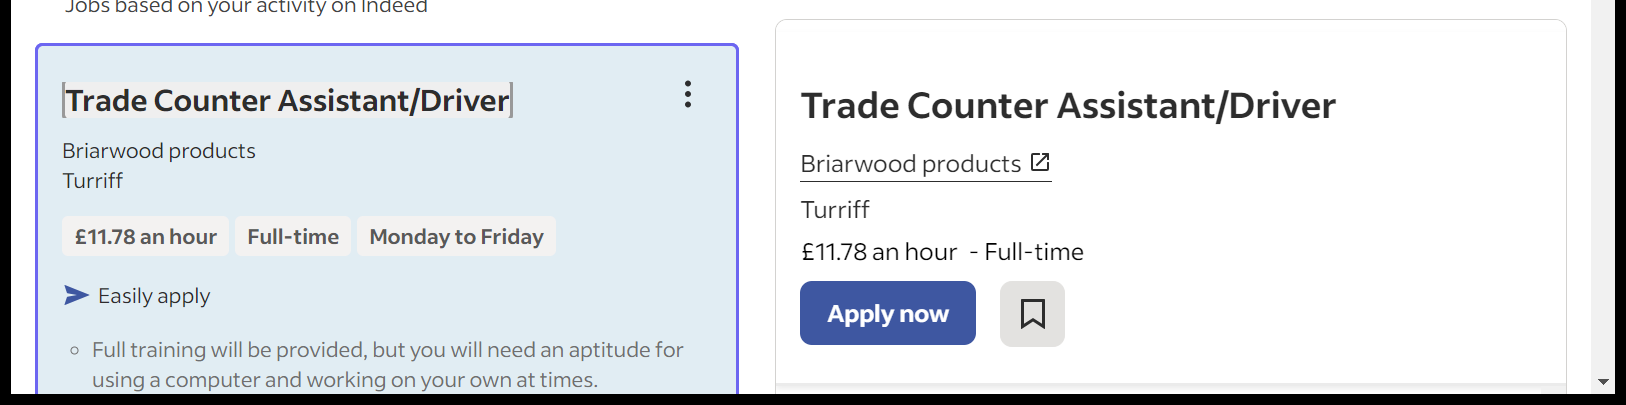 Jobs based on your activity on Indeed
Trade Counter Assistant/Driver
Briarwood products
Turriff
£11.78 an hour Full-time Monday to Friday
Easily apply
Full training will be provided, but you will need an aptitude for
using a computer and working on your own at times.
Trade Counter Assistant/Driver
Briarwood products
Turriff
£11.78 an hour - Full-time
Apply now